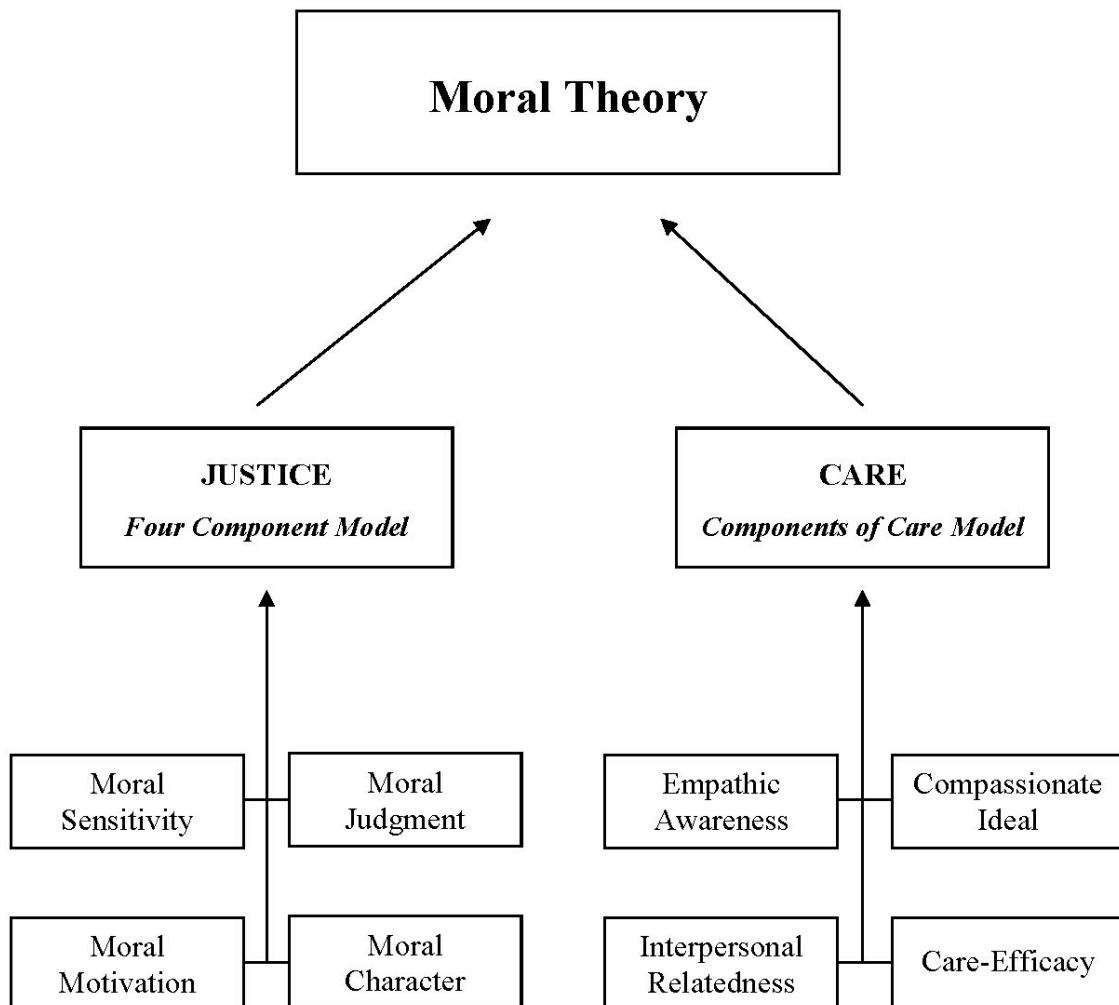 Moral Theory
JUSTICE
Four Component Model
CARE
Components of Care Model
Moral
Sensitivity
Moral
Judgment
Empathic
Awareness
Compassionate
Ideal
Moral
Motivation
Moral
Character
Interpersonal
Relatedness
Care-Efficacy